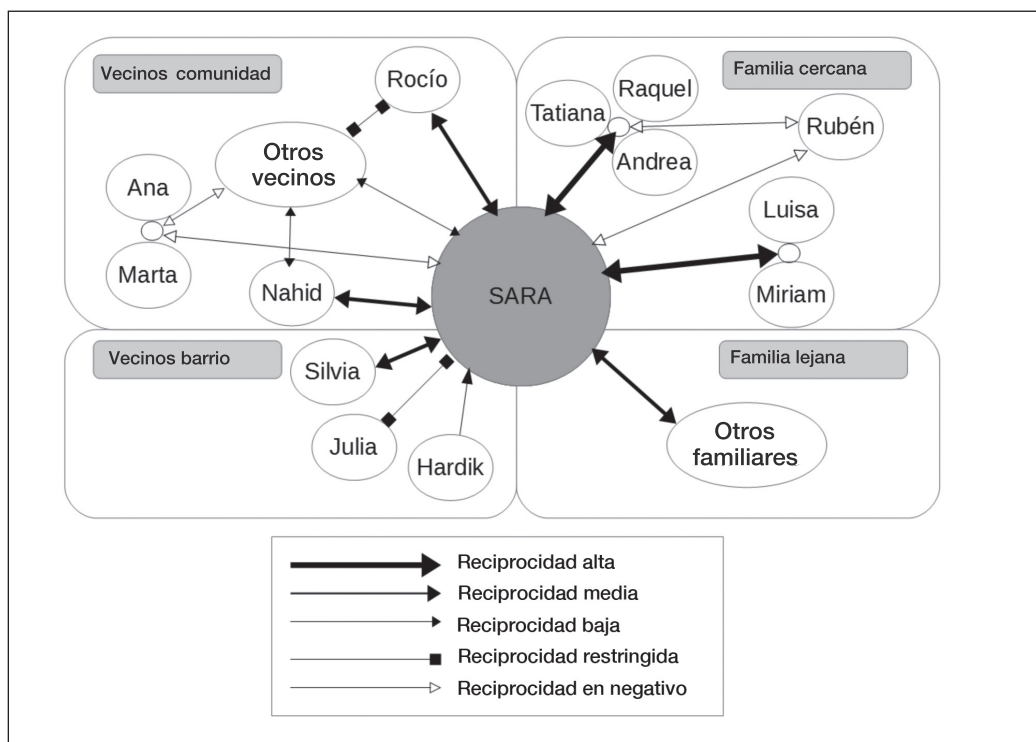 Vecinos comunidad
Rocío
Otros
vecinos
Ana
Marta
Nahid
Familia cercana
Raquel
Tatiana
Andrea
Rubén
Luisa
Miriam
SARA
Vecinos barrio
Silvia
Julia
Hardik
Familia lejana
Otros
familiares
Reciprocidad alta
Reciprocidad media
Reciprocidad baja
Reciprocidad restringida
Reciprocidad en negativo